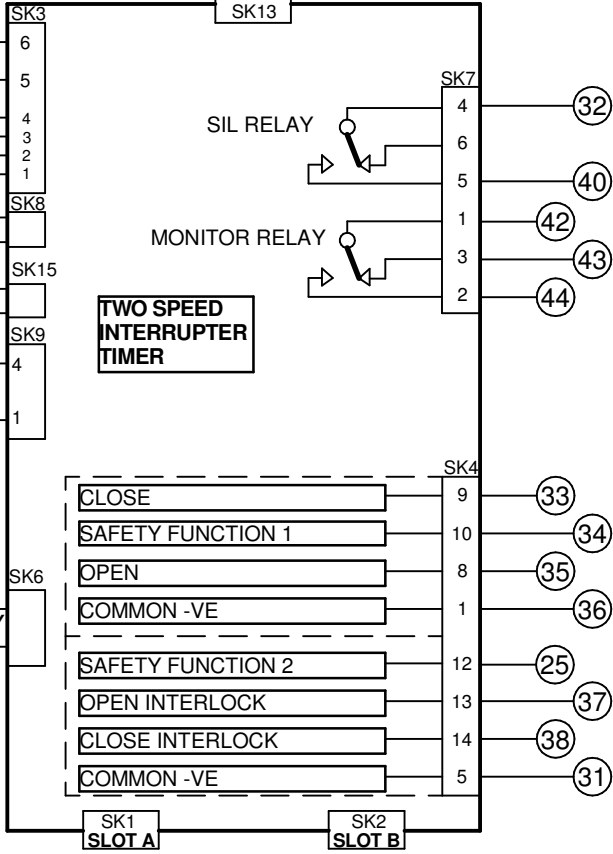 SK3
SK13
6
5
4
3
2
1
SK8
SK15
SK9
4
1
SK6
SIL RELAY
MONITOR RELAY
TWO SPEED
INTERRUPTER
TIMER
SK7
4 32
6
5 40
1 42
3 43
2 44
SK4
CLOSE 9 33
SAFETY FUNCTION 1 10 34
OPEN 8 35
COMMON -VE 1 36
SAFETY FUNCTION 2 12 25
OPEN INTERLOCK 13 37
CLOSE INTERLOCK 14 38
COMMON -VE 5 31
SK1
SLOT A
SK2
SLOT B